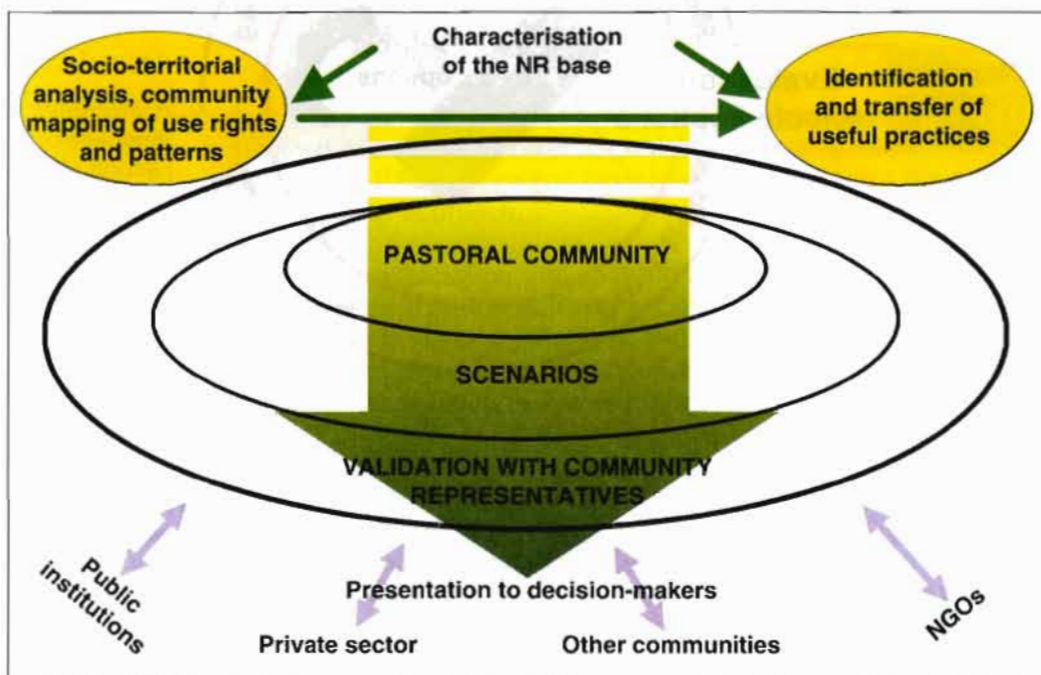 Characterisation
of the NR base
Socio-territorial
analysis, community
mapping of use rights
and patterns
Identification
and transfer of
useful practices
PASTORAL COMMUNITY
SCENARIOS
VALIDATION WITH COMMUNITY
REPRESENTATIVES
Presentation to decision-makers
Public
institutions
Private sector
Other communities
NGOs